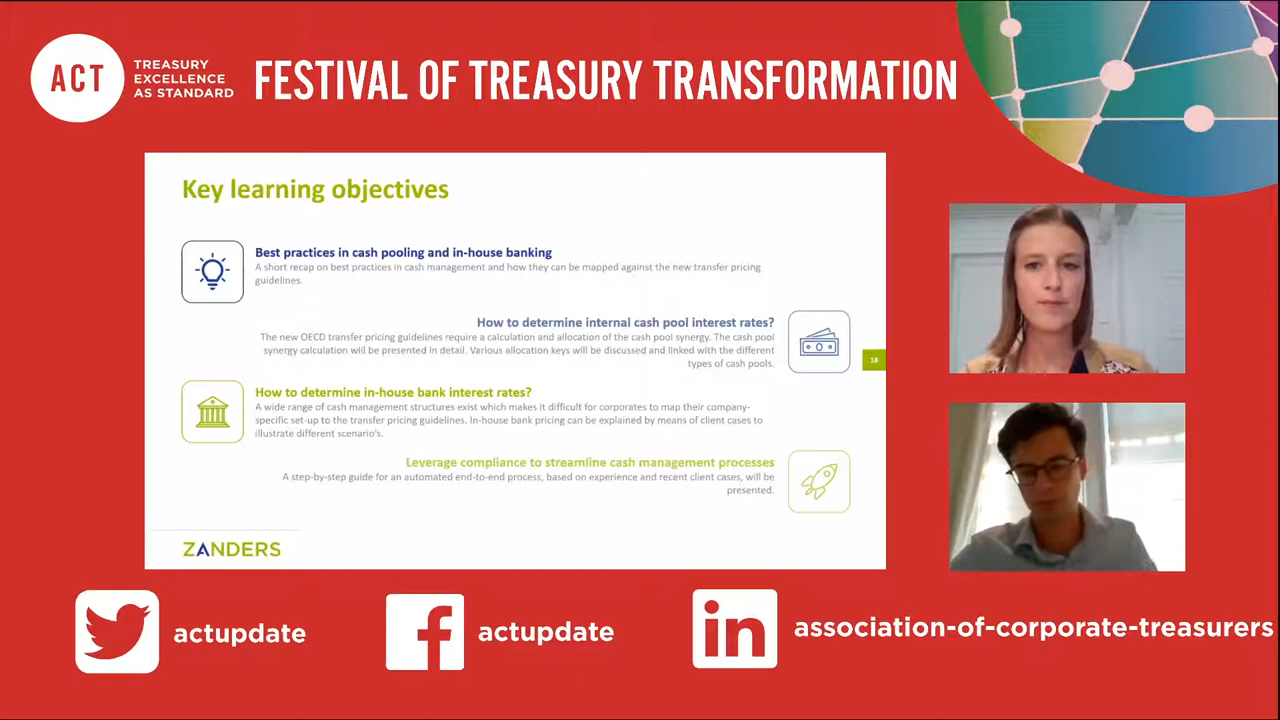 ACT
TREASURY
EXCELLENCE
AS STANDARD
FESTIVAL OF TREASURY TRANSFORMATION
Key learning objectives
Best practices in cash pooling and in-house banking
A short recap on best practices in cash management and how they can be mapped against the new transfer pricing
guidelines.
How to determine internal cash pool interest rates?
The new OECD transfer pricing guidelines require a calculation and allocation of the cash pool synergy. The cash pool
synergy calculation will be presented in detail. Various allocation keys will be discussed and linked with the different
types of cash pools.
18
How to determine in-house bank interest rates?
A wide range of cash management structures exist which makes it difficult for corporates to map their company-
specific set-up to the transfer pricing guidelines. In-house bank pricing can be explained by means of client cases to
illustrate different scenario's.
Leverage compliance to streamline cash management processes
A step-by-step guide for an automated end-to-end process, based on experience and recent client cases, will be
presented.
ZANDERS
actupdate
actupdate
in
association-of-corporate-treasurers